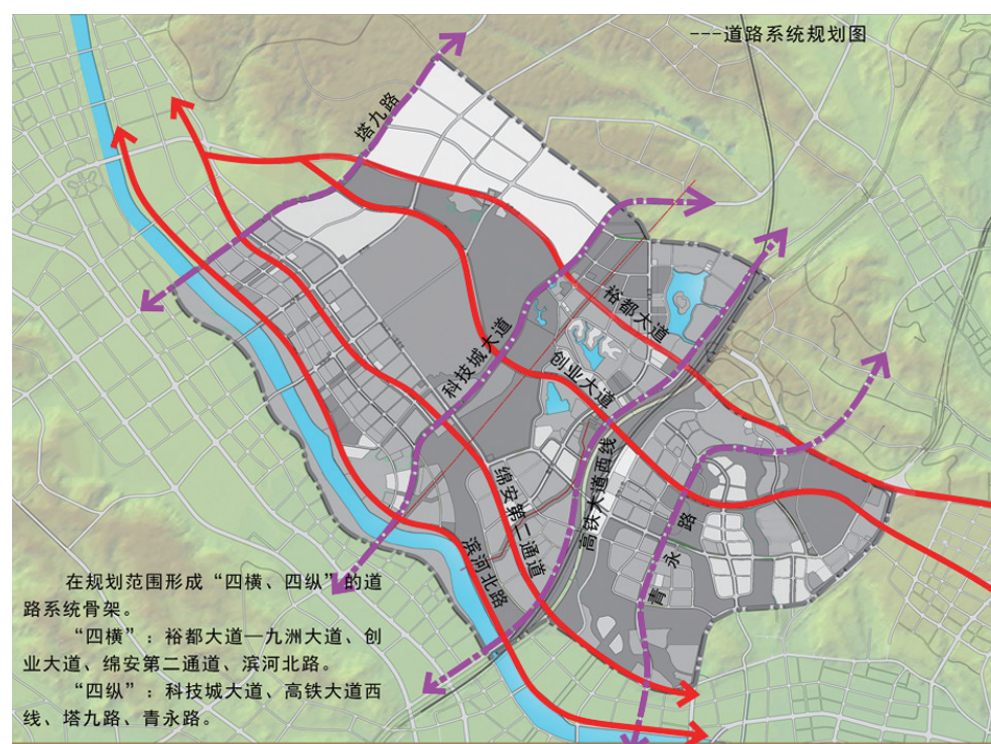 ---道路系统规划图
塔九路
裕都大道
科技城大道
创业大道
高铁大道西线
绵安第二通道
青永路
滨河北路
在规划范围形成“四横、四纵”的道
路系统骨架。
“四横”：裕都大道—九洲大道、创
业大道、绵安第二通道、滨河北路。
“四纵”：科技城大道、高铁大道西
线、塔九路、青永路。